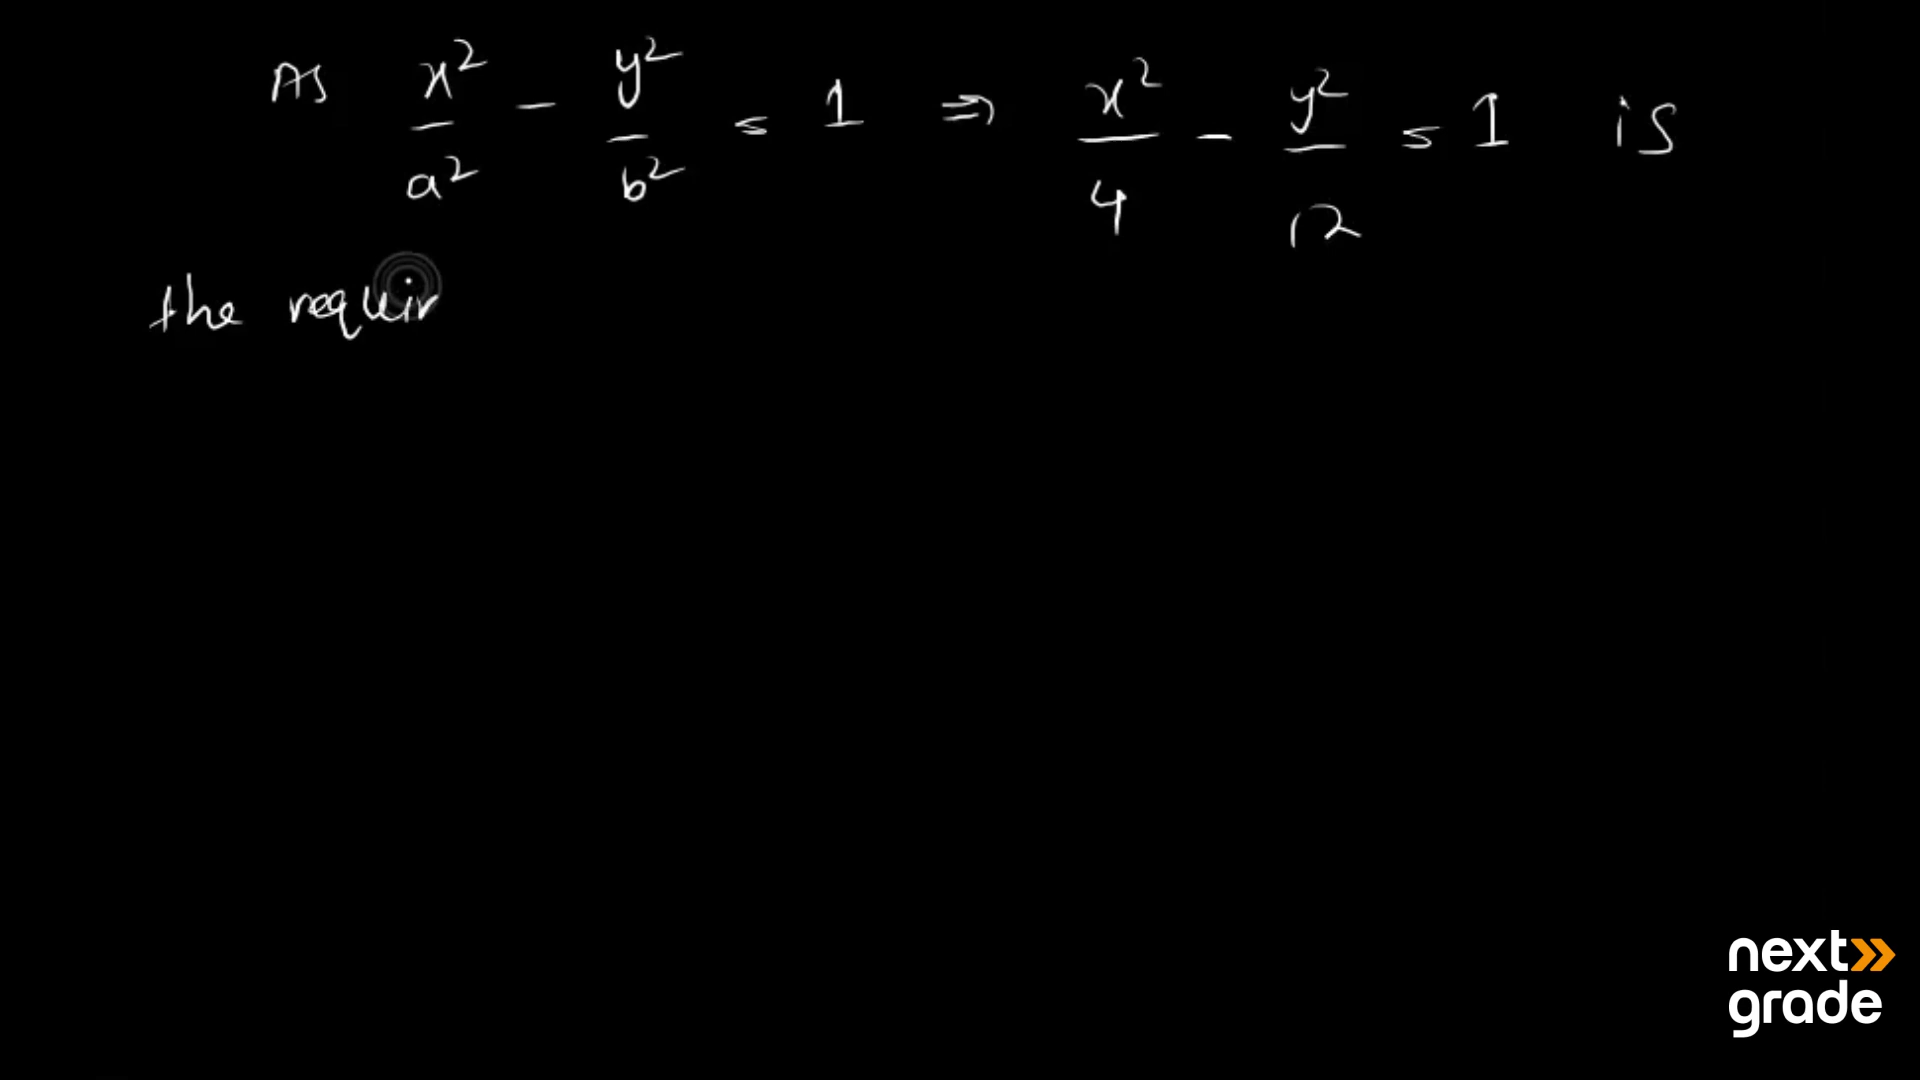 As x²/a² - y²/b² = 1 ⇒ x²/4 - y²/12 = 1 is
the requir
next
grade